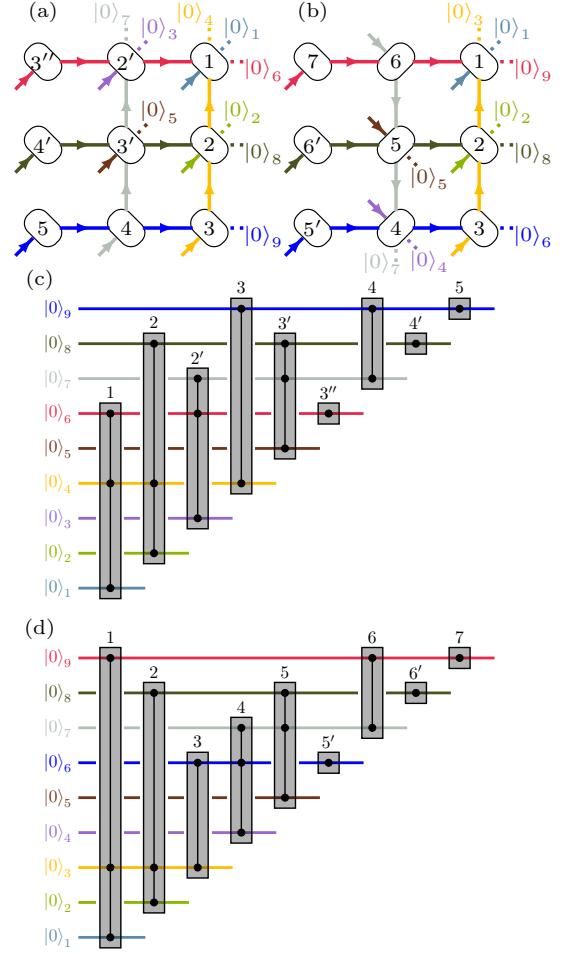 (a) |0⟩₇ |0⟩₃ |0⟩₄ |0⟩₁ (b) |0⟩₃ |0⟩₁
3′′ 2′ 1 |0⟩₆ 7 6 1 |0⟩₉
|0⟩₅ |0⟩₂ |0⟩₂
4′ 3′ 2 |0⟩₈ 6′ 5 |0⟩₅ 2 |0⟩₈
5 4 3 |0⟩₉ 5′ 4 3 |0⟩₆
|0⟩₇ |0⟩₄
(c)
3 4 5
|0⟩₉
2 3′ 4′
|0⟩₈
2′
|0⟩₇
1 3′′
|0⟩₆
|0⟩₅
|0⟩₄
|0⟩₃
|0⟩₂
|0⟩₁
(d)
1 6 7
|0⟩₉
2 5 6′
|0⟩₈
4
|0⟩₇
3 5′
|0⟩₆
|0⟩₅
|0⟩₄
|0⟩₃
|0⟩₂
|0⟩₁